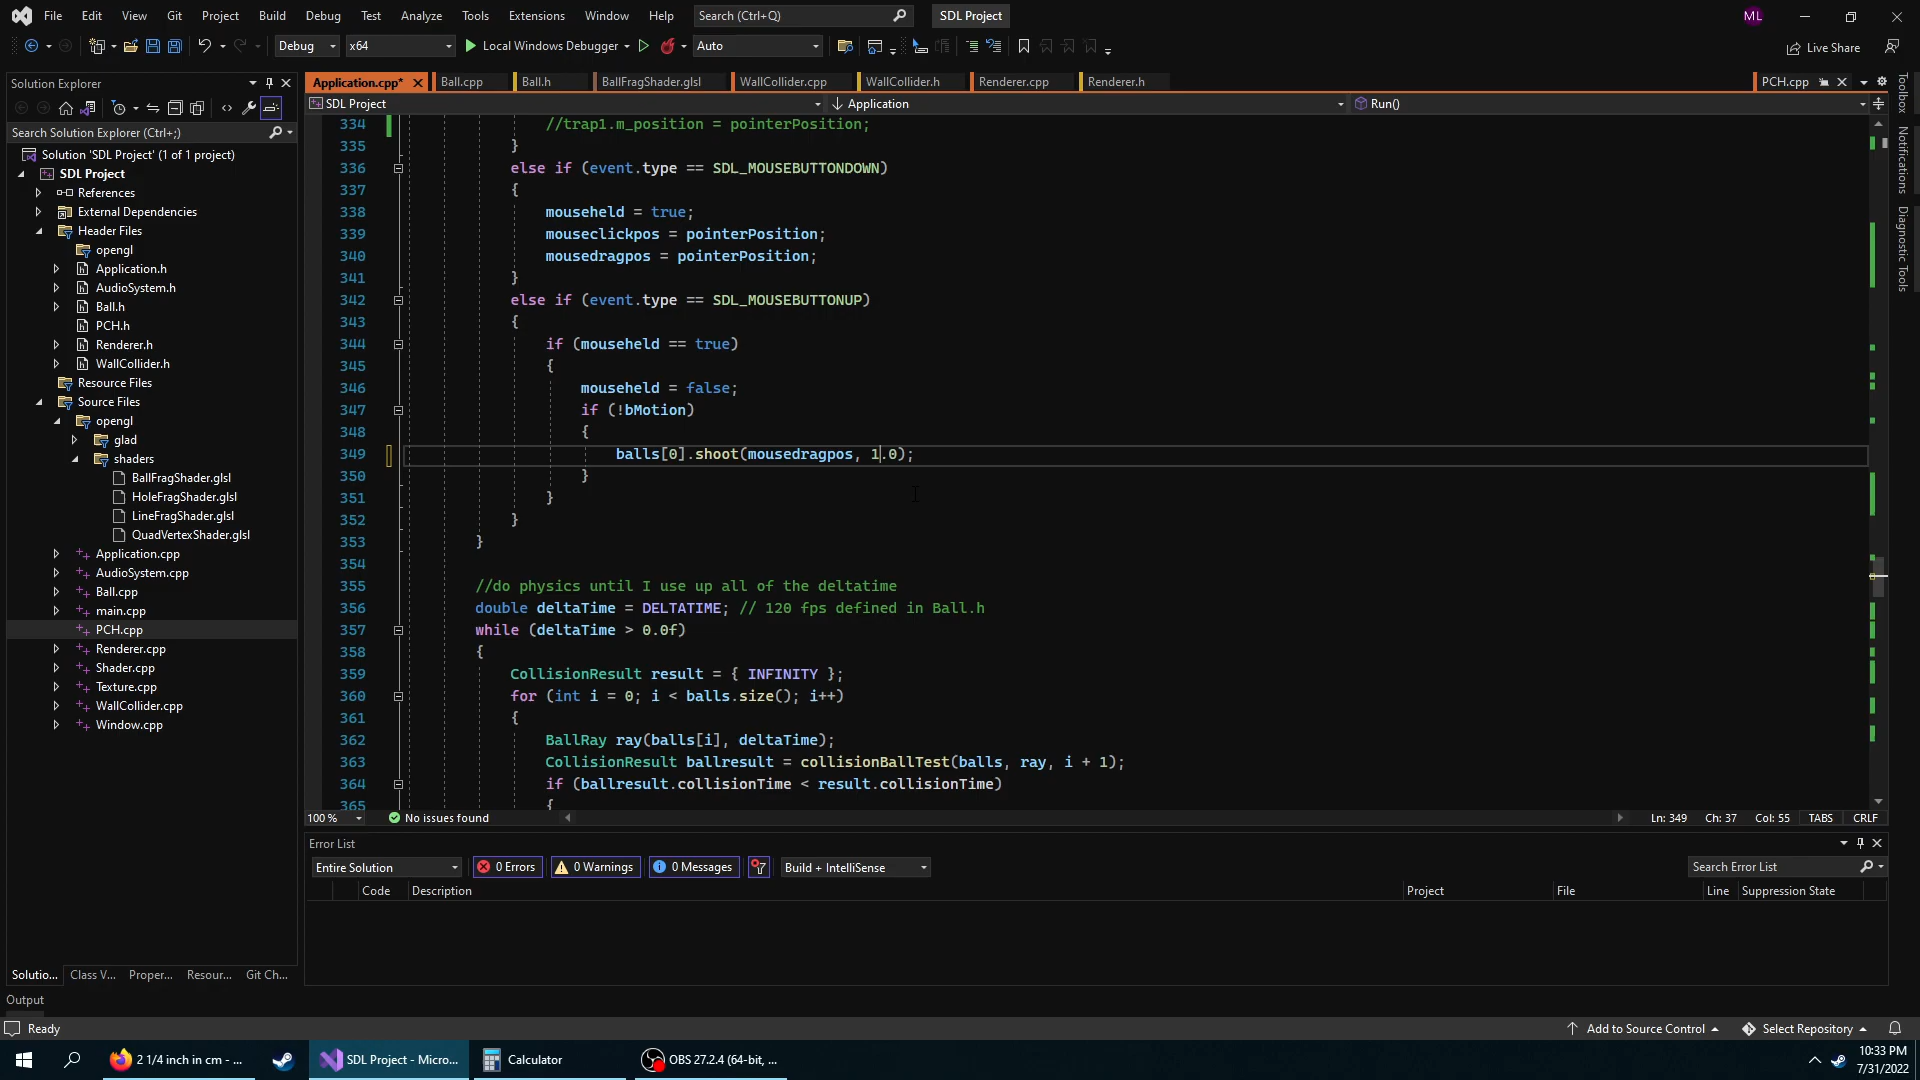 File Edit View Git Project Build Debug Test Analyze Tools Extensions Window Help Search (Ctrl+Q) SDL Project ML
Debug x64 Local Windows Debugger Auto Live Share
Solution Explorer
Search Solution Explorer (Ctrl+;)
Solution 'SDL Project' (1 of 1 project)
SDL Project
References
External Dependencies
Header Files
opengl
Application.h
AudioSystem.h
Ball.h
PCH.h
Renderer.h
WallCollider.h
Resource Files
Source Files
opengl
glad
shaders
BallFragShader.glsl
HoleFragShader.glsl
LineFragShader.glsl
QuadVertexShader.glsl
Application.cpp
AudioSystem.cpp
Ball.cpp
main.cpp
PCH.cpp
Renderer.cpp
Shader.cpp
Texture.cpp
WallCollider.cpp
Window.cpp
Solutio... Class V... Proper... Resour... Git Ch...
Application.cpp* Ball.cpp Ball.h BallFragShader.glsl WallCollider.cpp WallCollider.h Renderer.cpp Renderer.h PCH.cpp
SDL Project Application Run()
334 //trap1.m_position = pointerPosition;
335 }
336 else if (event.type == SDL_MOUSEBUTTONDOWN)
337 {
338 mouseheld = true;
339 mouseclickpos = pointerPosition;
340 mousedragpos = pointerPosition;
341 }
342 else if (event.type == SDL_MOUSEBUTTONUP)
343 {
344 if (mouseheld == true)
345 {
346 mouseheld = false;
347 if (!bMotion)
348 {
349 balls[0].shoot(mousedragpos, 1.0);
350 }
351 }
352 }
353 }
354
355 //do physics until I use up all of the deltatime
356 double deltaTime = DELTATIME; // 120 fps defined in Ball.h
357 while (deltaTime > 0.0f)
358 {
359 CollisionResult result = { INFINITY };
360 for (int i = 0; i < balls.size(); i++)
361 {
362 BallRay ray(balls[i], deltaTime);
363 CollisionResult ballresult = collisionBallTest(balls, ray, i + 1);
364 if (ballresult.collisionTime < result.collisionTime)
365 {
100 % No issues found Ln: 349 Ch: 37 Col: 55 TABS CRLF
Toolbox
Notifications
Diagnostic Tools
Error List
Entire Solution 0 Errors 0 Warnings 0 Messages Build + IntelliSense Search Error List
Code Description Project File Line Suppression State
Output
Ready Add to Source Control Select Repository
2 1/4 inch in cm - ... SDL Project - Micro... Calculator OBS 27.2.4 (64-bit, ... 10:33 PM
7/31/2022